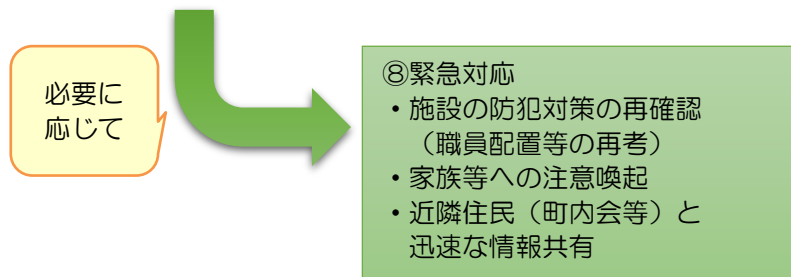 必要に
応じて
⑧緊急対応
・施設の防犯対策の再確認
（職員配置等の再考）
・家族等への注意喚起
・近隣住民（町内会等）と
迅速な情報共有